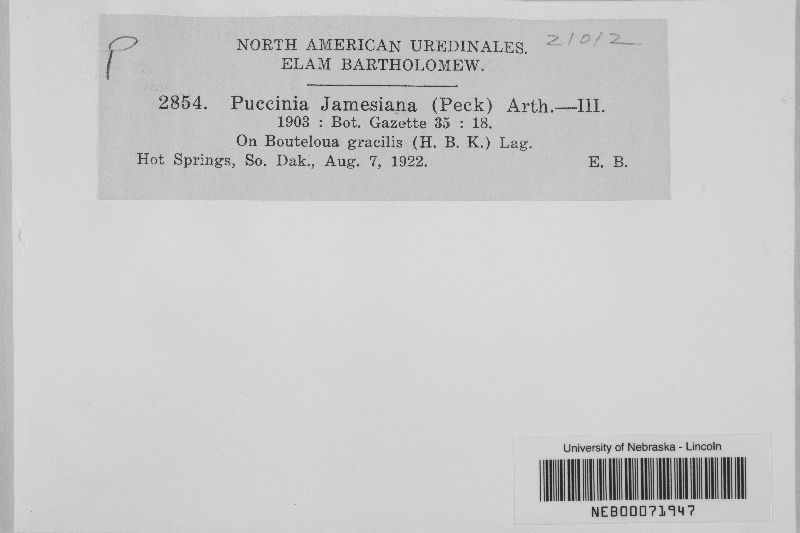 P
21012
NORTH AMERICAN UREDINALES.
ELAM BARTHOLOMEW.
2854. Puccinia Jamesiana (Peck) Arth.—III.
1903 : Bot. Gazette 35 : 18.
On Bouteloua gracilis (H. B. K.) Lag.
Hot Springs, So. Dak., Aug. 7, 1922. E. B.
University of Nebraska - Lincoln
NEB00071947